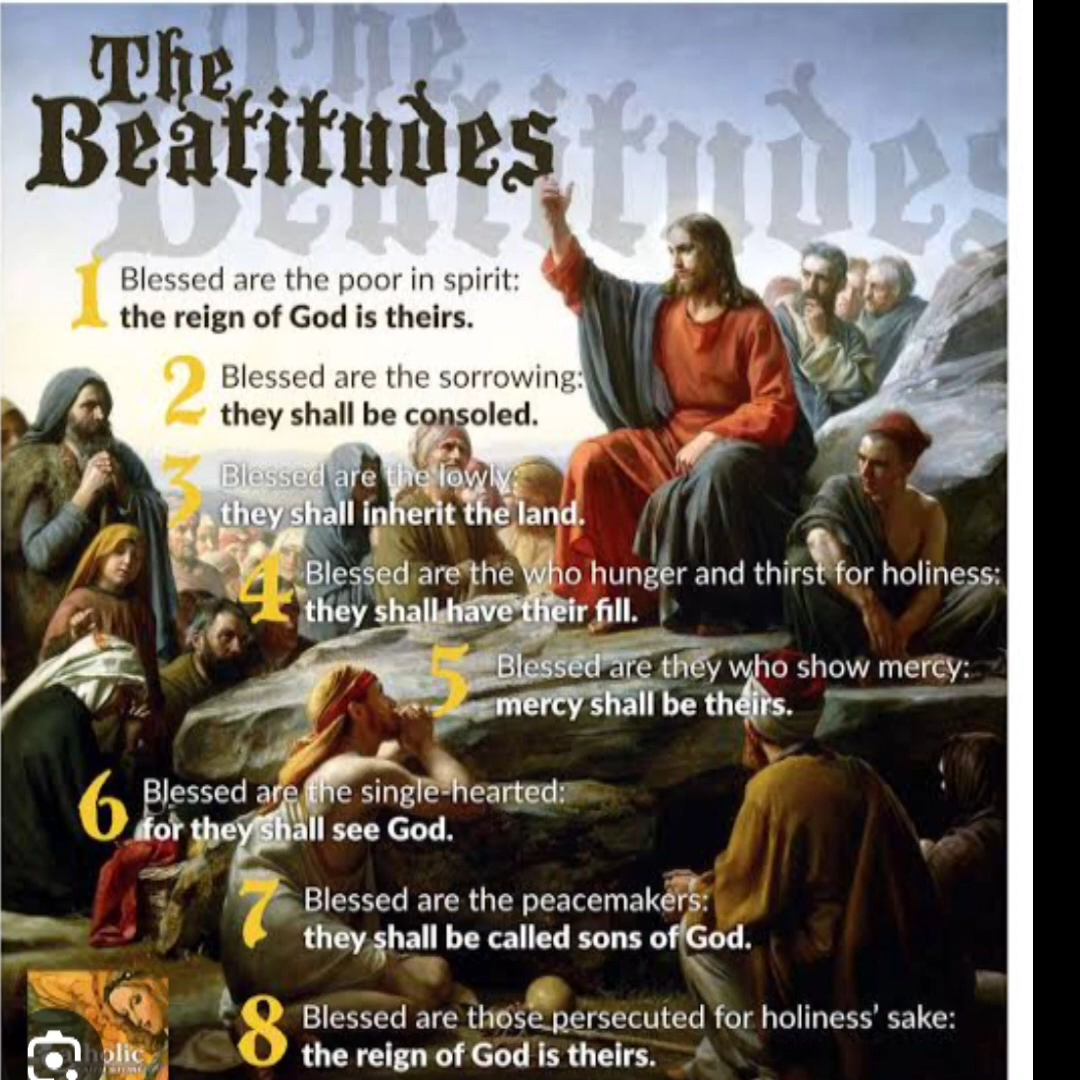 The
Beatitudes
1 Blessed are the poor in spirit:
the reign of God is theirs.
2 Blessed are the sorrowing:
they shall be consoled.
3 Blessed are the lowly:
they shall inherit the land.
4 Blessed are the who hunger and thirst for holiness:
they shall have their fill.
5 Blessed are they who show mercy:
mercy shall be theirs.
6 Blessed are the single-hearted:
for they shall see God.
7 Blessed are the peacemakers:
they shall be called sons of God.
8 Blessed are those persecuted for holiness' sake:
the reign of God is theirs.